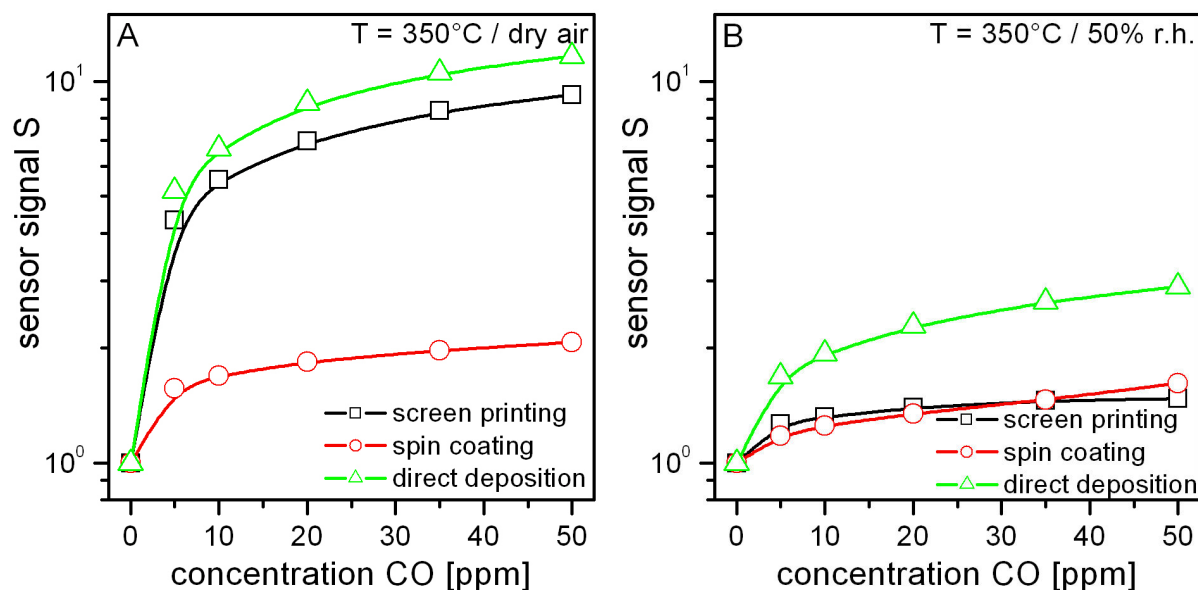 A
T = 350°C / dry air
10¹
10⁰
sensor signal S
screen printing
spin coating
direct deposition
0 10 20 30 40 50
concentration CO [ppm]
B
T = 350°C / 50% r.h.
10¹
10⁰
sensor signal S
screen printing
spin coating
direct deposition
0 10 20 30 40 50
concentration CO [ppm]